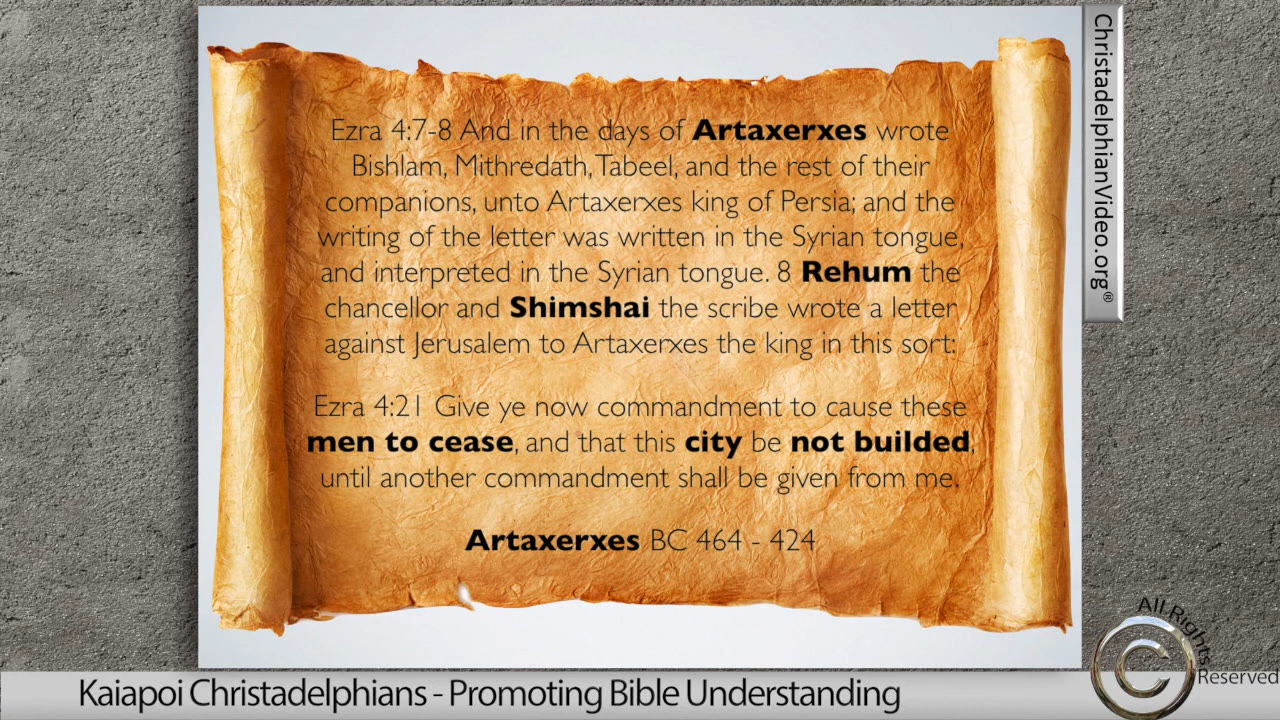 Ezra 4:7-8 And in the days of Artaxerxes wrote
Bishlam, Mithredath, Tabeel, and the rest of their
companions, unto Artaxerxes king of Persia; and the
writing of the letter was written in the Syrian tongue,
and interpreted in the Syrian tongue. 8 Rehum the
chancellor and Shimshai the scribe wrote a letter
against Jerusalem to Artaxerxes the king in this sort:
Ezra 4:21 Give ye now commandment to cause these
men to cease, and that this city be not builded,
until another commandment shall be given from me.
Artaxerxes BC 464 - 424
ChristadelphianVideo.org®
All Rights
Reserved
C
Kaiapoi Christadelphians - Promoting Bible Understanding